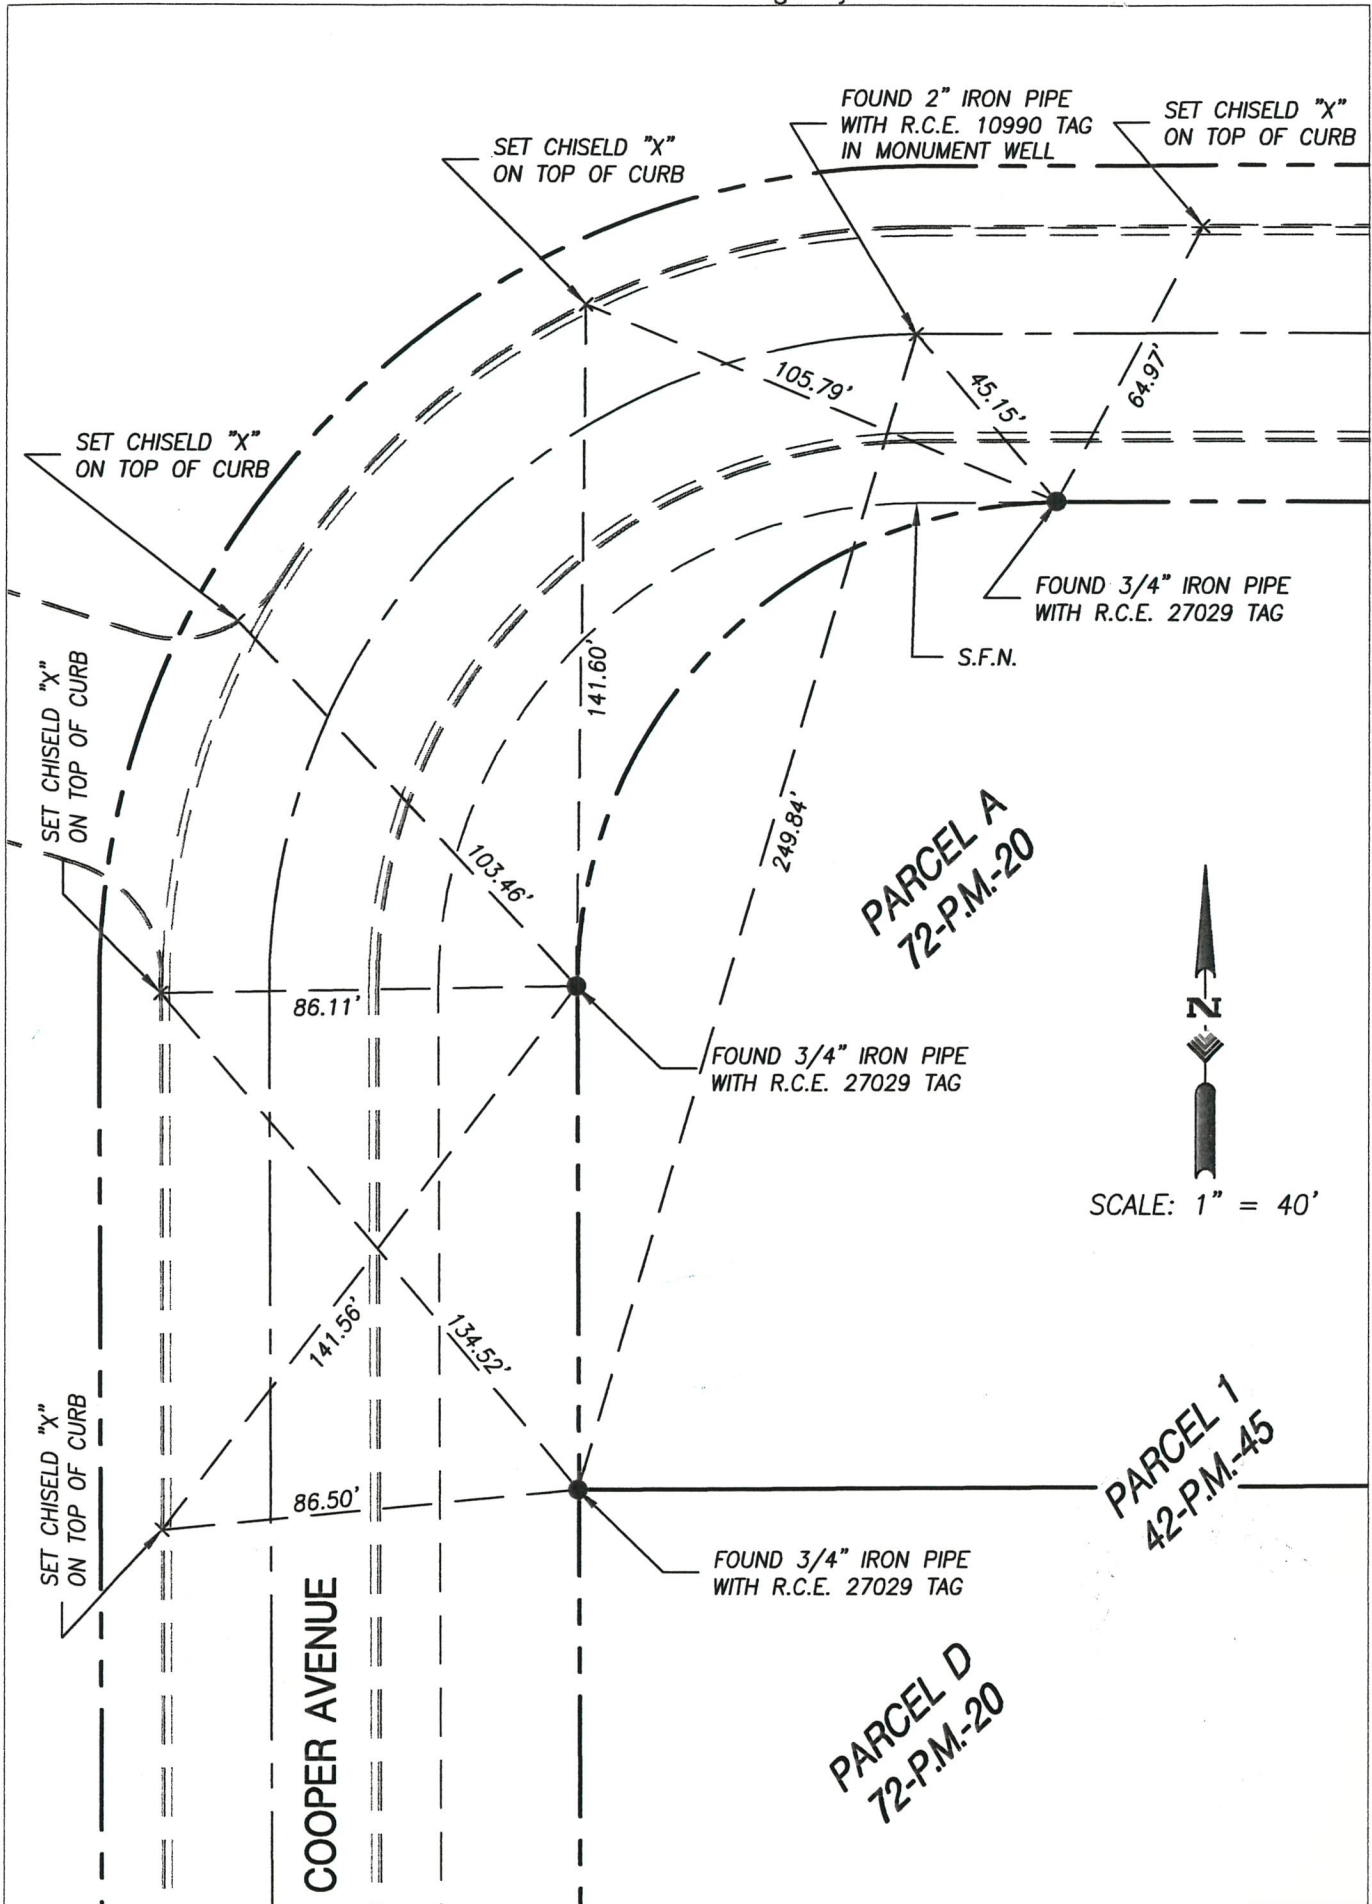 FOUND 2" IRON PIPE
WITH R.C.E. 10990 TAG
IN MONUMENT WELL
SET CHISELD "X"
ON TOP OF CURB
SET CHISELD "X"
ON TOP OF CURB
105.79'
45.15'
64.97'
SET CHISELD "X"
ON TOP OF CURB
FOUND 3/4" IRON PIPE
WITH R.C.E. 27029 TAG
S.F.N.
141.60'
SET CHISELD "X"
ON TOP OF CURB
249.84'
103.46'
PARCEL A
72-P.M.-20
86.11'
N
FOUND 3/4" IRON PIPE
WITH R.C.E. 27029 TAG
SCALE: 1" = 40'
141.56'
134.52'
SET CHISELD "X"
ON TOP OF CURB
86.50'
PARCEL 1
42-P.M.-45
FOUND 3/4" IRON PIPE
WITH R.C.E. 27029 TAG
COOPER AVENUE
PARCEL D
72-P.M.-20